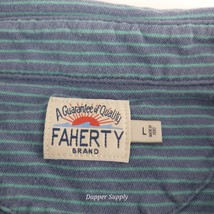 A Guarantee of Quality
FAHERTY
BRAND
L
Dapper Supply